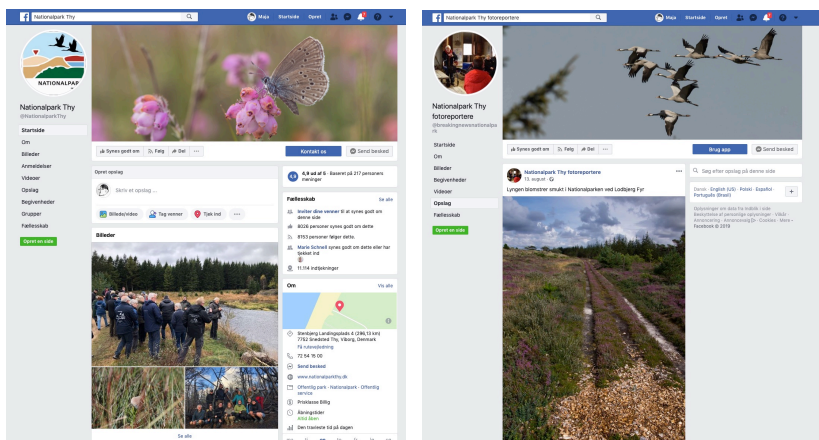 Nationalpark Thy
Maja Startside Opret
NATIONALPAR
Nationalpark Thy
@NationalparkThy
Startside
Om
Billeder
Anmeldelser
Videoer
Opslag
Begivenheder
Grupper
Fællesskab
Opret en side
Synes godt om Følg Del ...
Kontakt os
Send besked
Opret opslag
Skriv et opslag ...
Billede/video Tag venner Tjek ind ...
Billeder
Se alle
4,9 4,9 ud af 5 · Baseret på 217 personers
meninger
Fællesskab Se alle
Inviter dine venner til at synes godt om
denne side
8026 personer synes godt om dette
8153 personer følger dette.
Marie Schnell synes godt om dette eller har
tjekket ind
11.114 indtjekninger
Om Vis alle
Stenbjerg Landingsplads 4 (296,13 km)
7752 Snedsted Thy, Viborg, Denmark
Få rutevejledning
72 54 15 00
Send besked
www.nationalparkthy.dk
Offentlig park · Nationalpark · Offentlig
service
Prisklasse Billig
Åbningstider
Altid åben
Den travleste tid på dagen
Nationalpark Thy fotoreportere
Maja Startside Opret
Nationalpark Thy
fotoreportere
@breakingnewsnationalpa
rk
Startside
Om
Billeder
Begivenheder
Videoer
Opslag
Fællesskab
Opret en side
Synes godt om Følg Del ...
Brug app
Send besked
Nationalpark Thy fotoreportere ...
13. august
Lyngen blomstrer smukt i Nationalparken ved Lodbjerg Fyr
Søg efter opslag på denne side
Dansk · English (US) · Polski · Español ·
Português (Brasil)
Facebook © 2019